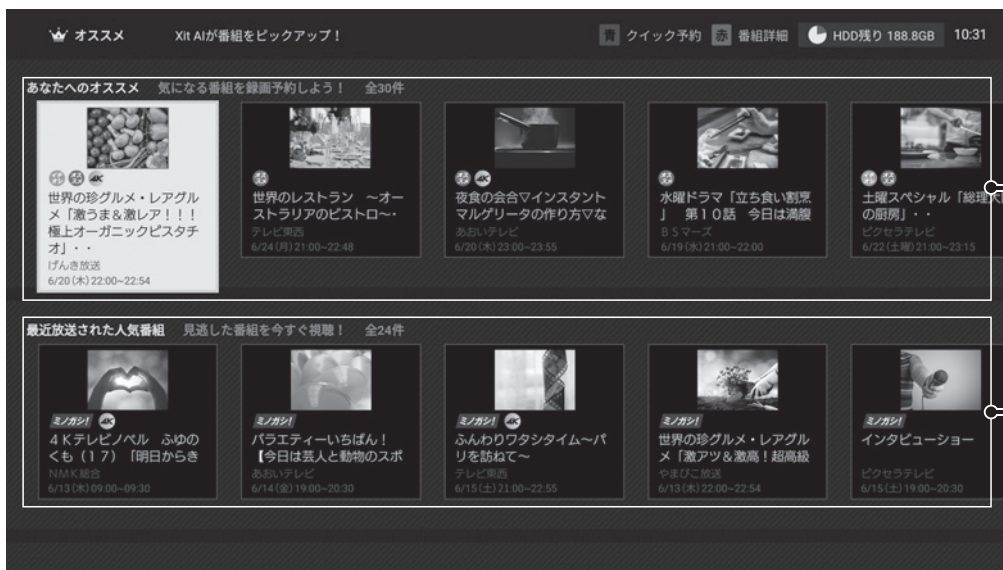 オススメ Xit AIが番組をピックアップ! 青 クイック予約 赤 番組詳細 HDD残り 188.8GB 10:31
あなたへのオススメ 気になる番組を録画予約しよう! 全30件
4K
世界の珍グルメ・レアグル
メ「激うま&激レア!!!
極上オーガニックピスタチ
オ」・・
げんき放送
6/20(木)22:00~22:54
世界のレストラン ~オー
ストラリアのビストロ~・
テレビ東西
6/24(月)21:00~22:48
4K
夜食の会合▽インスタント
マルゲリータの作り方▽な
あおいテレビ
6/20(木)23:00~23:55
水曜ドラマ「立ち食い割烹
」 第10話 今日は満腹
BSマーズ
6/19(水)21:00~22:00
土曜スペシャル「総理大
の厨房」・・
ピクセラテレビ
6/22(土曜)21:00~23:15
最近放送された人気番組 見逃した番組を今すぐ視聴! 全24件
ミノガシ! 4K
4Kテレビノベル ふゆの
くも(17)「明日からき
NMK総合
6/13(木)09:00~09:30
ミノガシ!
バラエティーいちばん!
【今日は芸人と動物のスポ
あおいテレビ
6/14(金)19:00~20:30
ミノガシ! 4K
ふんわりワタシタイム~パ
リを訪ねて~
テレビ東西
6/15(土)21:00~22:55
ミノガシ!
世界の珍グルメ・レアグル
メ「激アツ&激高!超高級
やまびこ放送
6/13(木)22:00~22:54
ミノガシ!
インタビューショー
ピクセラテレビ
6/15(土)19:00~20:30